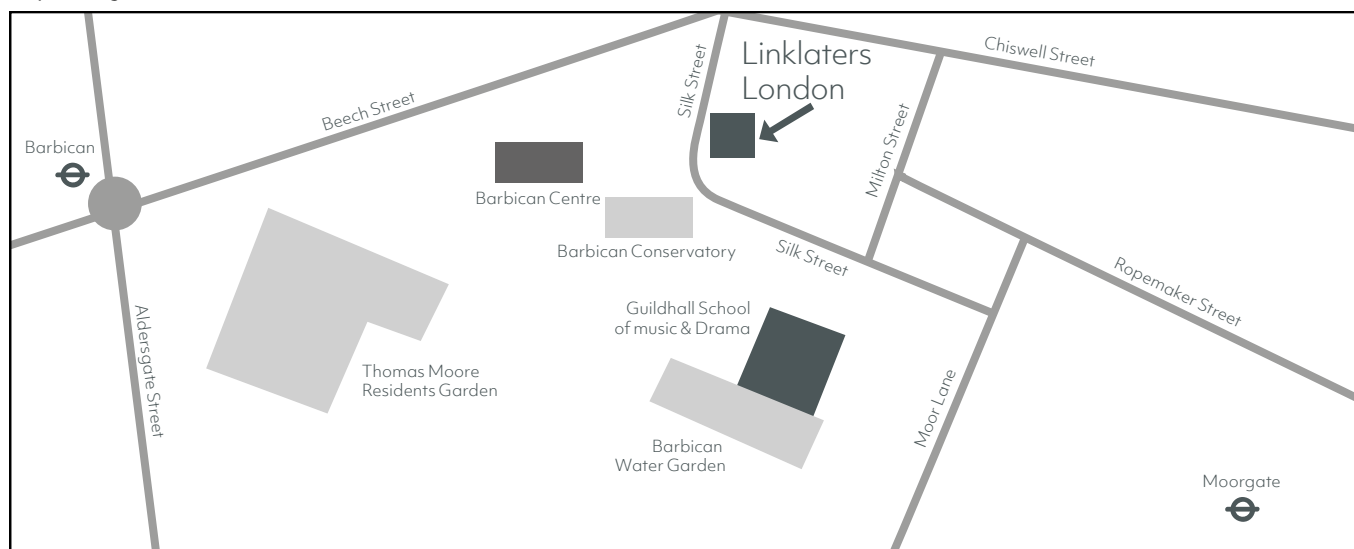 Linklaters
London
Chiswell Street
Silk Street
Beech Street
Milton Street
Barbican
Barbican Centre
Barbican Conservatory
Silk Street
Ropemaker Street
Guildhall School
of music & Drama
Aldersgate Street
Thomas Moore
Residents Garden
Moor Lane
Barbican
Water Garden
Moorgate